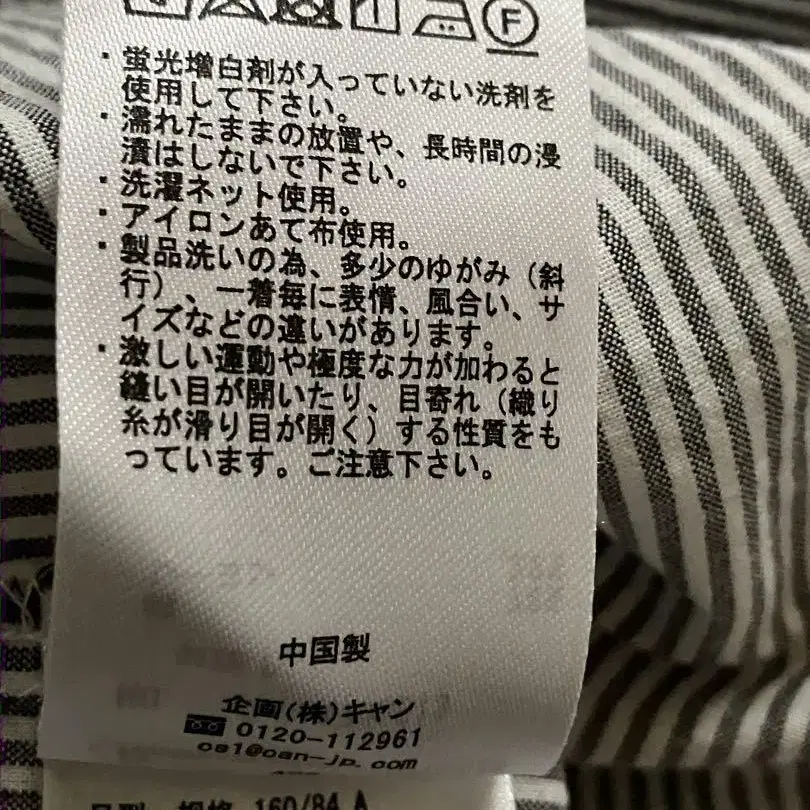 F
・蛍光増白剤が入っていない洗剤を
使用して下さい。
・濡れたままの放置や、長時間の浸
漬はしないで下さい。
・洗濯ネット使用。
・アイロンあて布使用。
・製品洗いの為、多少のゆがみ（斜
行）、一着毎に表情、風合い、サ
イズなどの違いがあります。
・激しい運動や極度な力が加わると
縫い目が開いたり、目寄れ（織り
糸が滑り目が開く）する性質をも
っています。ご注意下さい。
中国製
企画(株)キャン
0120-112961
cs1@can-jp.com
160/84 A